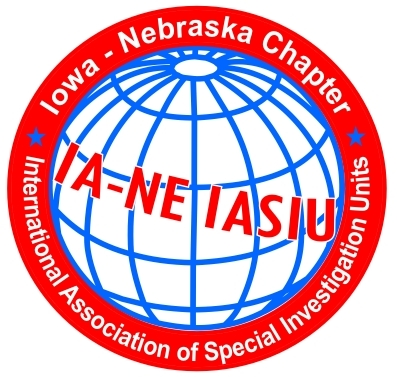 Iowa - Nebraska Chapter
IA-NE IASIU
International Association of Special Investigation Units